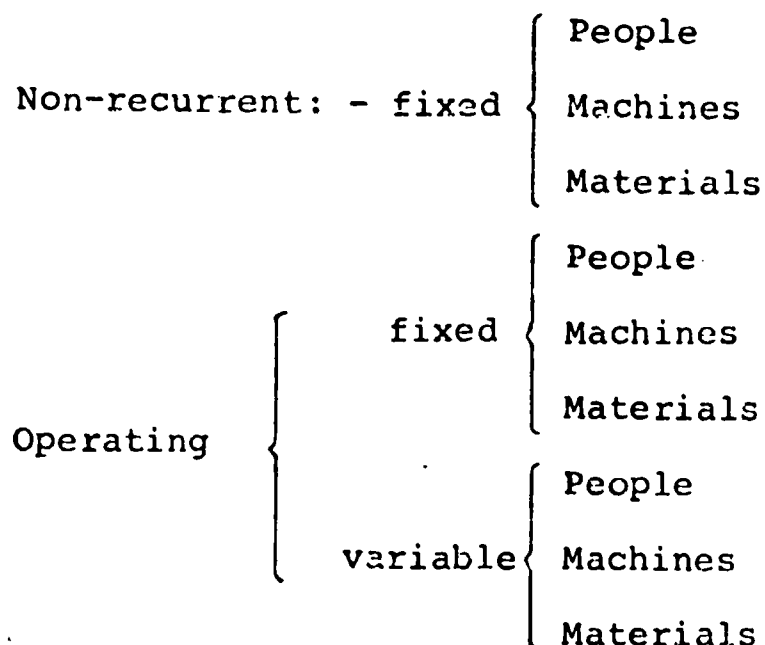 People
Non-recurrent: - fixed Machines
Materials
People
fixed Machines
Materials
Operating
People
variable Machines
Materials